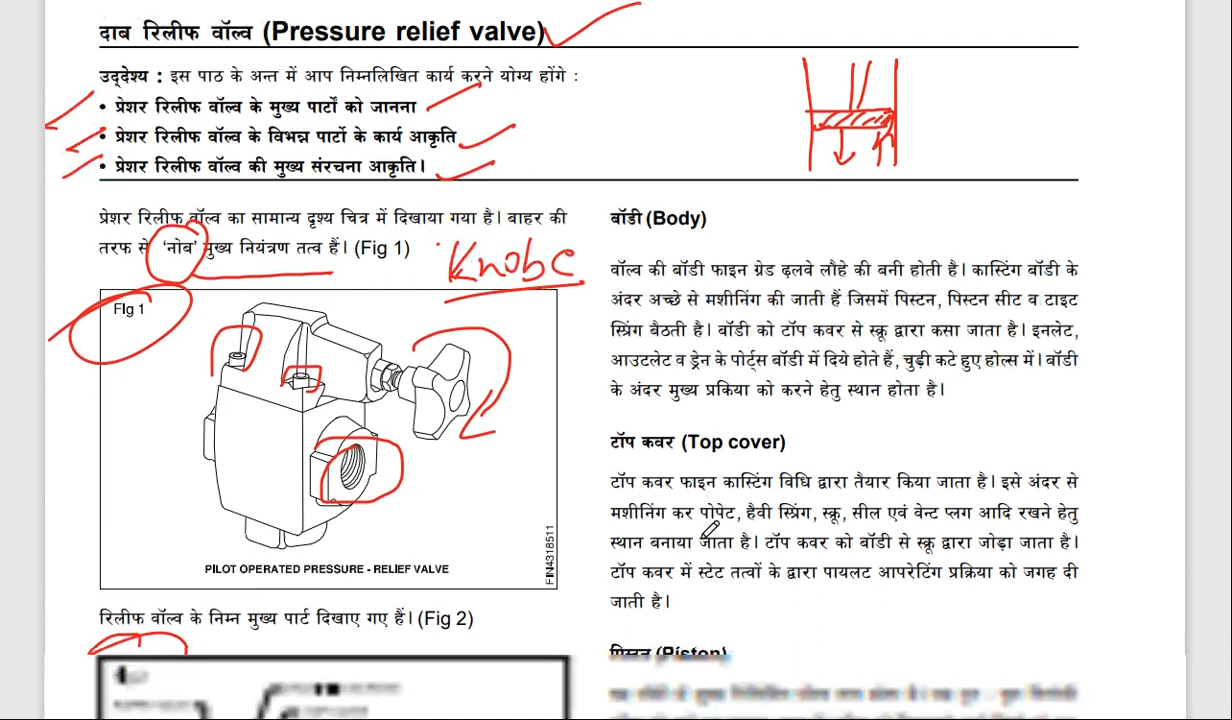 दाब रिलीफ वॉल्व (Pressure relief valve)
उद्देश्य : इस पाठ के अन्त में आप निम्नलिखित कार्य करने योग्य होंगे :
• प्रेशर रिलीफ वॉल्व के मुख्य पार्टों को जानना
• प्रेशर रिलीफ वॉल्व के विभन्न पार्टो के कार्य आकृति
• प्रेशर रिलीफ वॉल्व की मुख्य संरचना आकृति।
प्रेशर रिलीफ वॉल्व का सामान्य दृश्य चित्र में दिखाया गया है। बाहर की
तरफ से 'नोब' मुख्य नियंत्रण तत्व हैं। (Fig 1)
Knobe
Fig 1
PILOT OPERATED PRESSURE - RELIEF VALVE
FIN4318511
रिलीफ वॉल्व के निम्न मुख्य पार्ट दिखाए गए हैं। (Fig 2)
बॉडी (Body)
वॉल्व की बॉडी फाइन ग्रेड ढ़लवे लौहे की बनी होती है। कास्टिंग बॉडी के
अंदर अच्छे से मशीनिंग की जाती हैं जिसमें पिस्टन, पिस्टन सीट व टाइट
स्प्रिंग बैठती है। बॉडी को टॉप कवर से स्क्रू द्वारा कसा जाता है। इनलेट,
आउटलेट व ड्रेन के पोर्ट्स बॉडी में दिये होते हैं, चुढ़ी कटे हुए होल्स में। बॉडी
के अंदर मुख्य प्रकिया को करने हेतु स्थान होता है।
टॉप कवर (Top cover)
टॉप कवर फाइन कास्टिंग विधि द्वारा तैयार किया जाता है। इसे अंदर से
मशीनिंग कर पोपेट, हैवी स्प्रिंग, स्क्रू, सील एवं वेन्ट प्लग आदि रखने हेतु
स्थान बनाया जाता है। टॉप कवर को बॉडी से स्क्रू द्वारा जोड़ा जाता है।
टॉप कवर में स्टेट तत्वों के द्वारा पायलट आपरेटिंग प्रक्रिया को जगह दी
जाती है।
पिस्टन (Piston)